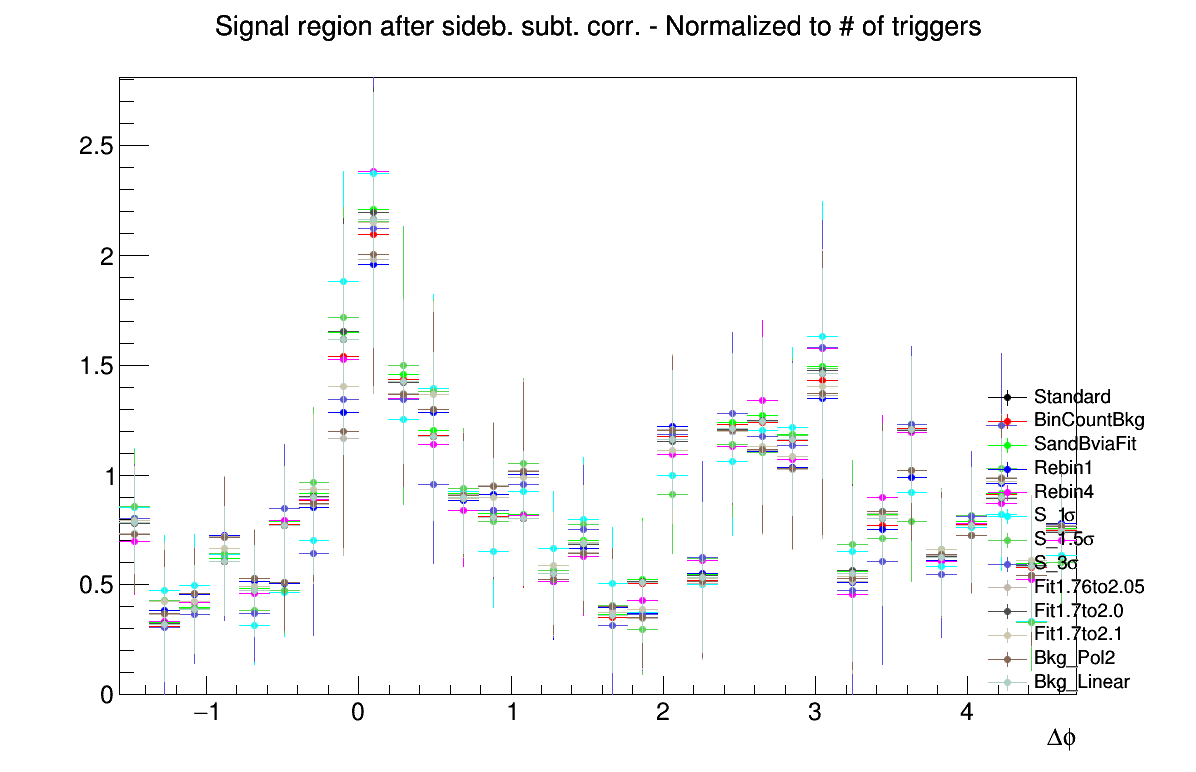 Signal region after sideb. subt. corr. - Normalized to # of triggers
2.5
2
1.5
1
0.5
0
−1
0
1
2
3
4
Δϕ
Standard
BinCountBkg
SandBviaFit
Rebin1
Rebin4
S_1σ
S_1.5σ
S_3σ
Fit1.76to2.05
Fit1.7to2.0
Fit1.7to2.1
Bkg_Pol2
Bkg_Linear